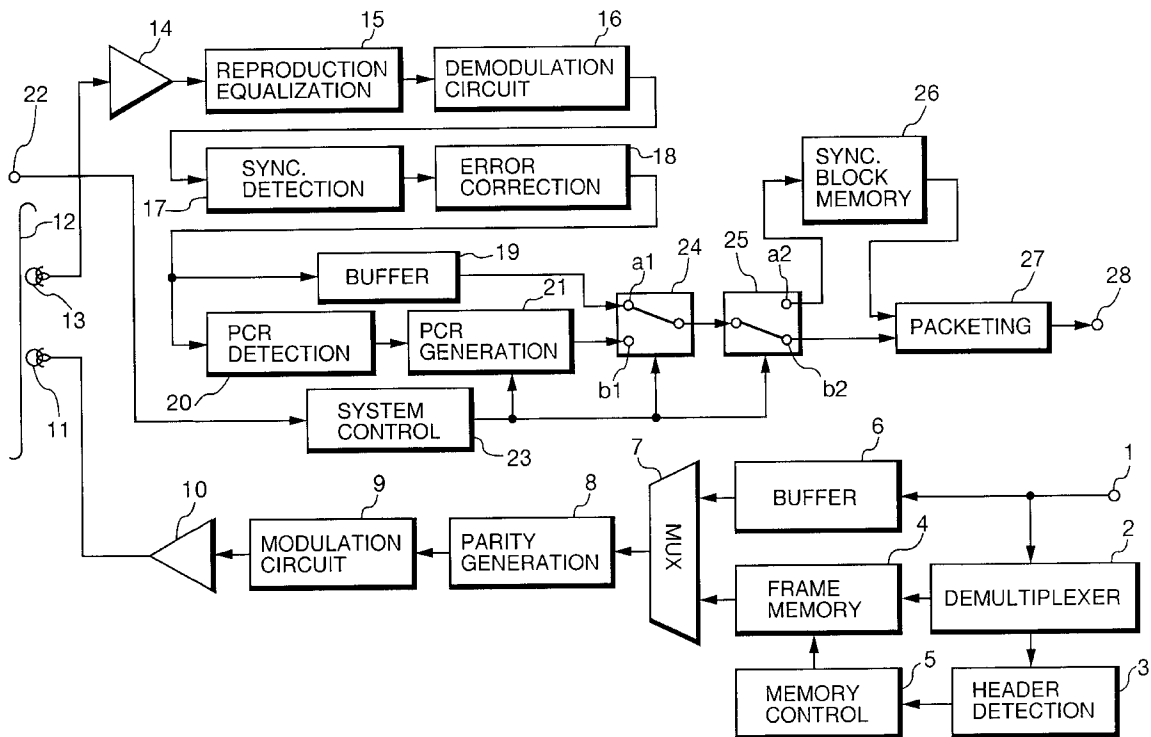 14
15
16
REPRODUCTION
EQUALIZATION
DEMODULATION
CIRCUIT
22
26
SYNC.
BLOCK
MEMORY
SYNC.
DETECTION
17
ERROR
CORRECTION
18
12
13
11
BUFFER
19
a1
24
25
a2
27
28
PACKETING
PCR
DETECTION
20
PCR
GENERATION
21
b1
b2
SYSTEM
CONTROL
23
10
9
MODULATION
CIRCUIT
8
PARITY
GENERATION
7
MUX
6
BUFFER
1
4
FRAME
MEMORY
2
DEMULTIPLEXER
5
MEMORY
CONTROL
3
HEADER
DETECTION